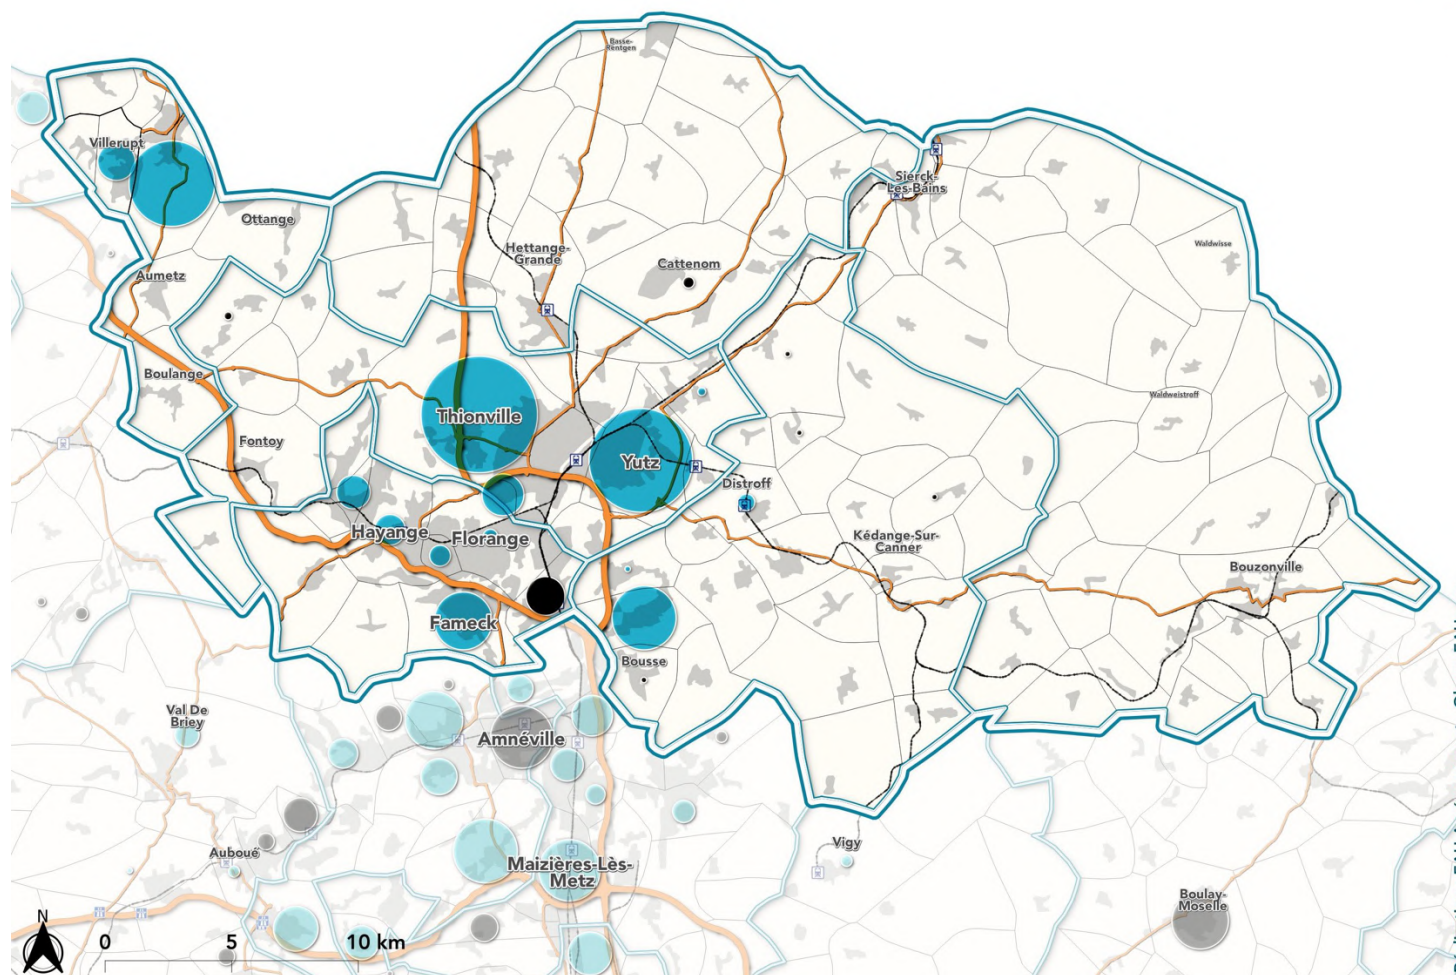 Basse-
Rentgen
Villerupt
Sierck-
Les-Bains
Ottange
Waldwisse
Hettange-
Grande
Cattenom
Aumetz
Boulange
Waldweistroff
Thionville
Fontoy
Yutz
Distroff
Hayange
Florange
Kédange-Sur-
Canner
Bouzonville
Fameck
Bousse
Val De
Briey
Amnéville
Auboué
Vigy
Maizières-Lès-
Metz
Boulay-
Moselle
N
0 5 10 km